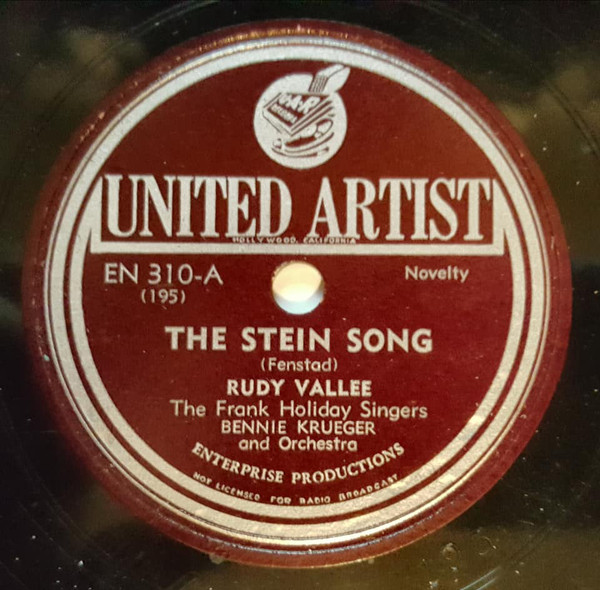 U-A-R
UNITED ARTIST
HOLLYWOOD, CALIFORNIA
EN 310-A
Novelty
(195)
THE STEIN SONG
(Fenstad)
RUDY VALLEE
The Frank Holiday Singers
BENNIE KRUEGER
and Orchestra
ENTERPRISE PRODUCTIONS
NOT LICENSED FOR RADIO BROADCAST